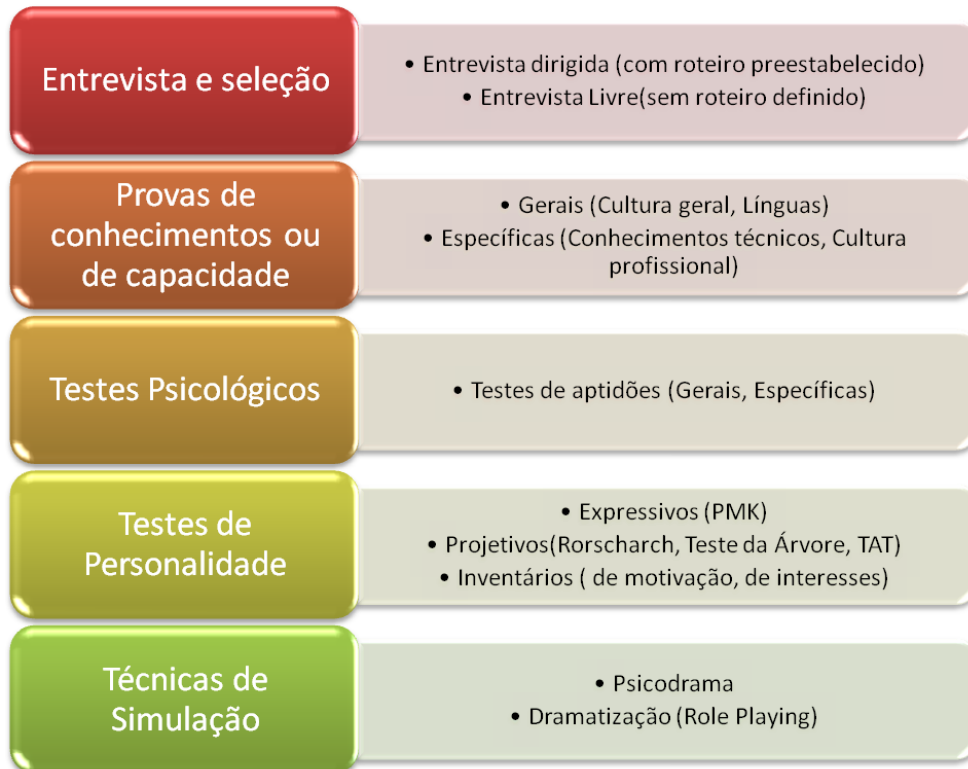 Entrevista e seleção
• Entrevista dirigida (com roteiro preestabelecido)
• Entrevista Livre(sem roteiro definido)
Provas de
conhecimentos ou
de capacidade
• Gerais (Cultura geral, Línguas)
• Específicas (Conhecimentos técnicos, Cultura
profissional)
Testes Psicológicos
• Testes de aptidões (Gerais, Específicas)
Testes de
Personalidade
• Expressivos (PMK)
• Projetivos(Rorscharch, Teste da Árvore, TAT)
• Inventários ( de motivação, de interesses)
Técnicas de
Simulação
• Psicodrama
• Dramatização (Role Playing)